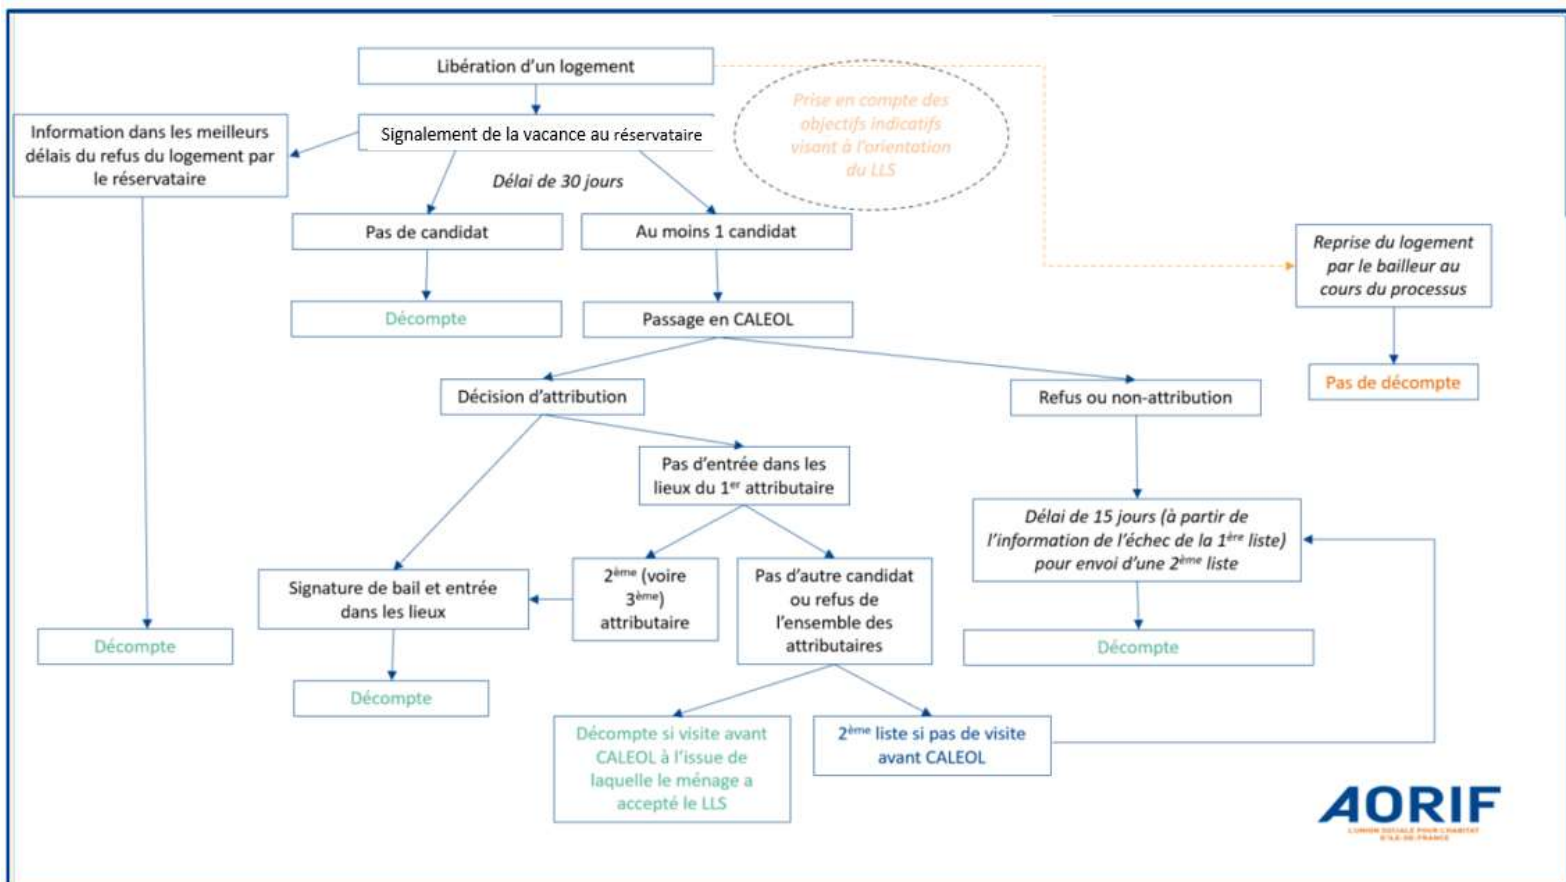 Libération d'un logement
Prise en compte des
objectifs indicatifs
visant à l'orientation
du LLS
Information dans les meilleurs
délais du refus du logement par
le réservataire
Signalement de la vacance au réservataire
Délai de 30 jours
Pas de candidat
Au moins 1 candidat
Reprise du logement
par le bailleur au
cours du processus
Décompte
Passage en CALEOL
Pas de décompte
Décision d'attribution
Refus ou non-attribution
Pas d'entrée dans les
lieux du 1er attributaire
Délai de 15 jours (à partir de
l'information de l'échec de la 1ère liste)
pour envoi d'une 2ème liste
Signature de bail et entrée
dans les lieux
2ème (voire
3ème)
attributaire
Pas d'autre candidat
ou refus de
l'ensemble des
attributaires
Décompte
Décompte
Décompte
Décompte si visite avant
CALEOL à l'issue de
laquelle le ménage a
accepté le LLS
2ème liste si pas de visite
avant CALEOL
AORIF
L'UNION SOCIALE POUR L'HABITAT
D'ÎLE-DE-FRANCE